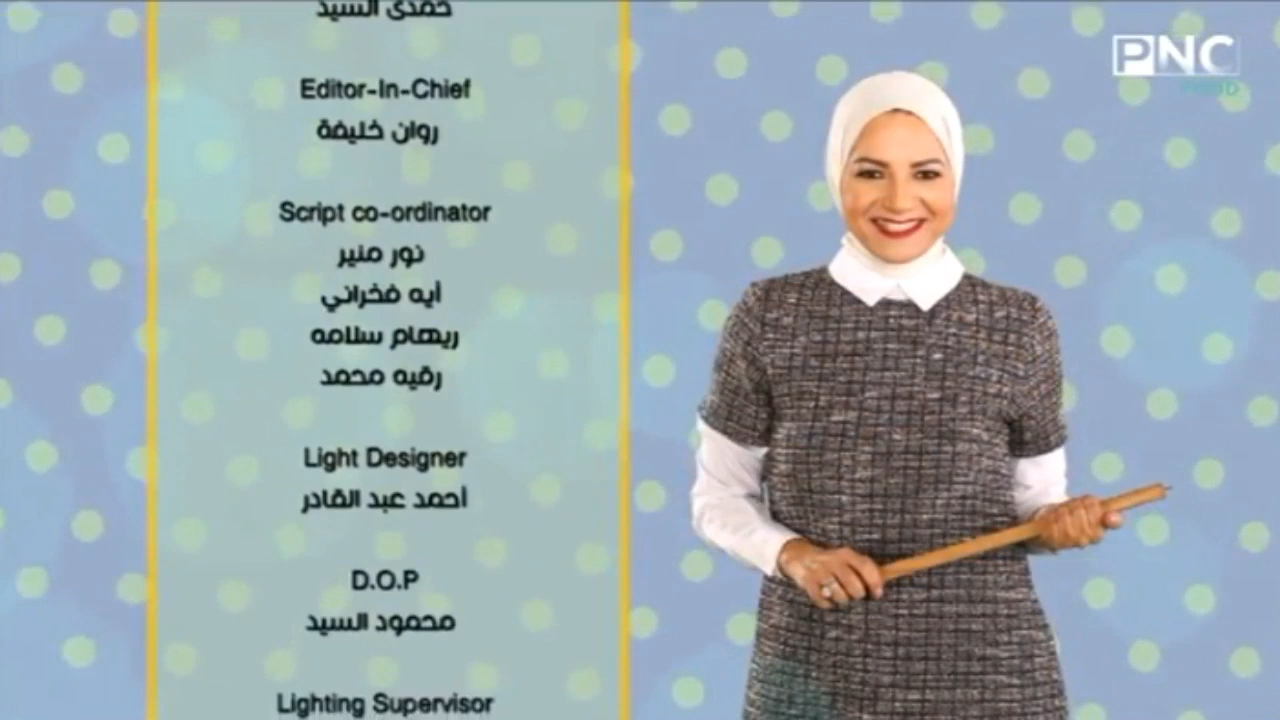 حمدى السيد
Editor-In-Chief
روان خليفة
Script co-ordinator
نور منير
أيه فخراني
ريهام سلامه
رقيه محمد
Light Designer
أحمد عبد القادر
D.O.P
محمود السيد
Lighting Supervisor
PNC
FOOD